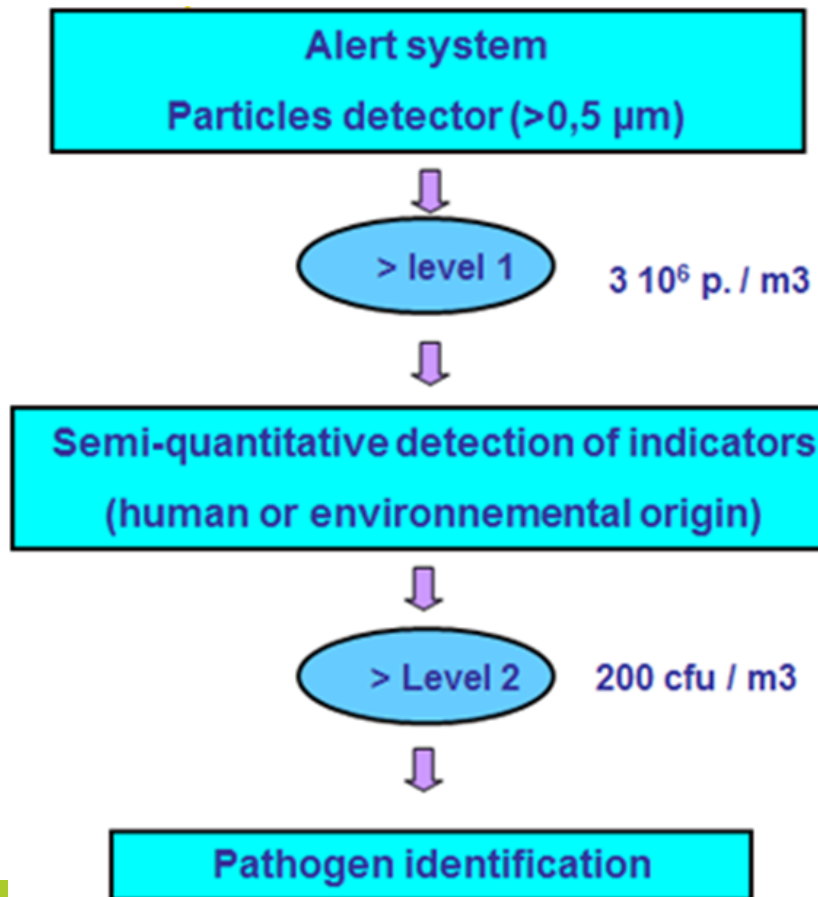 Alert system
Particles detector (>0,5 µm)
> level 1
3 10⁶ p. / m3
Semi-quantitative detection of indicators
(human or environnemental origin)
> Level 2
200 cfu / m3
Pathogen identification